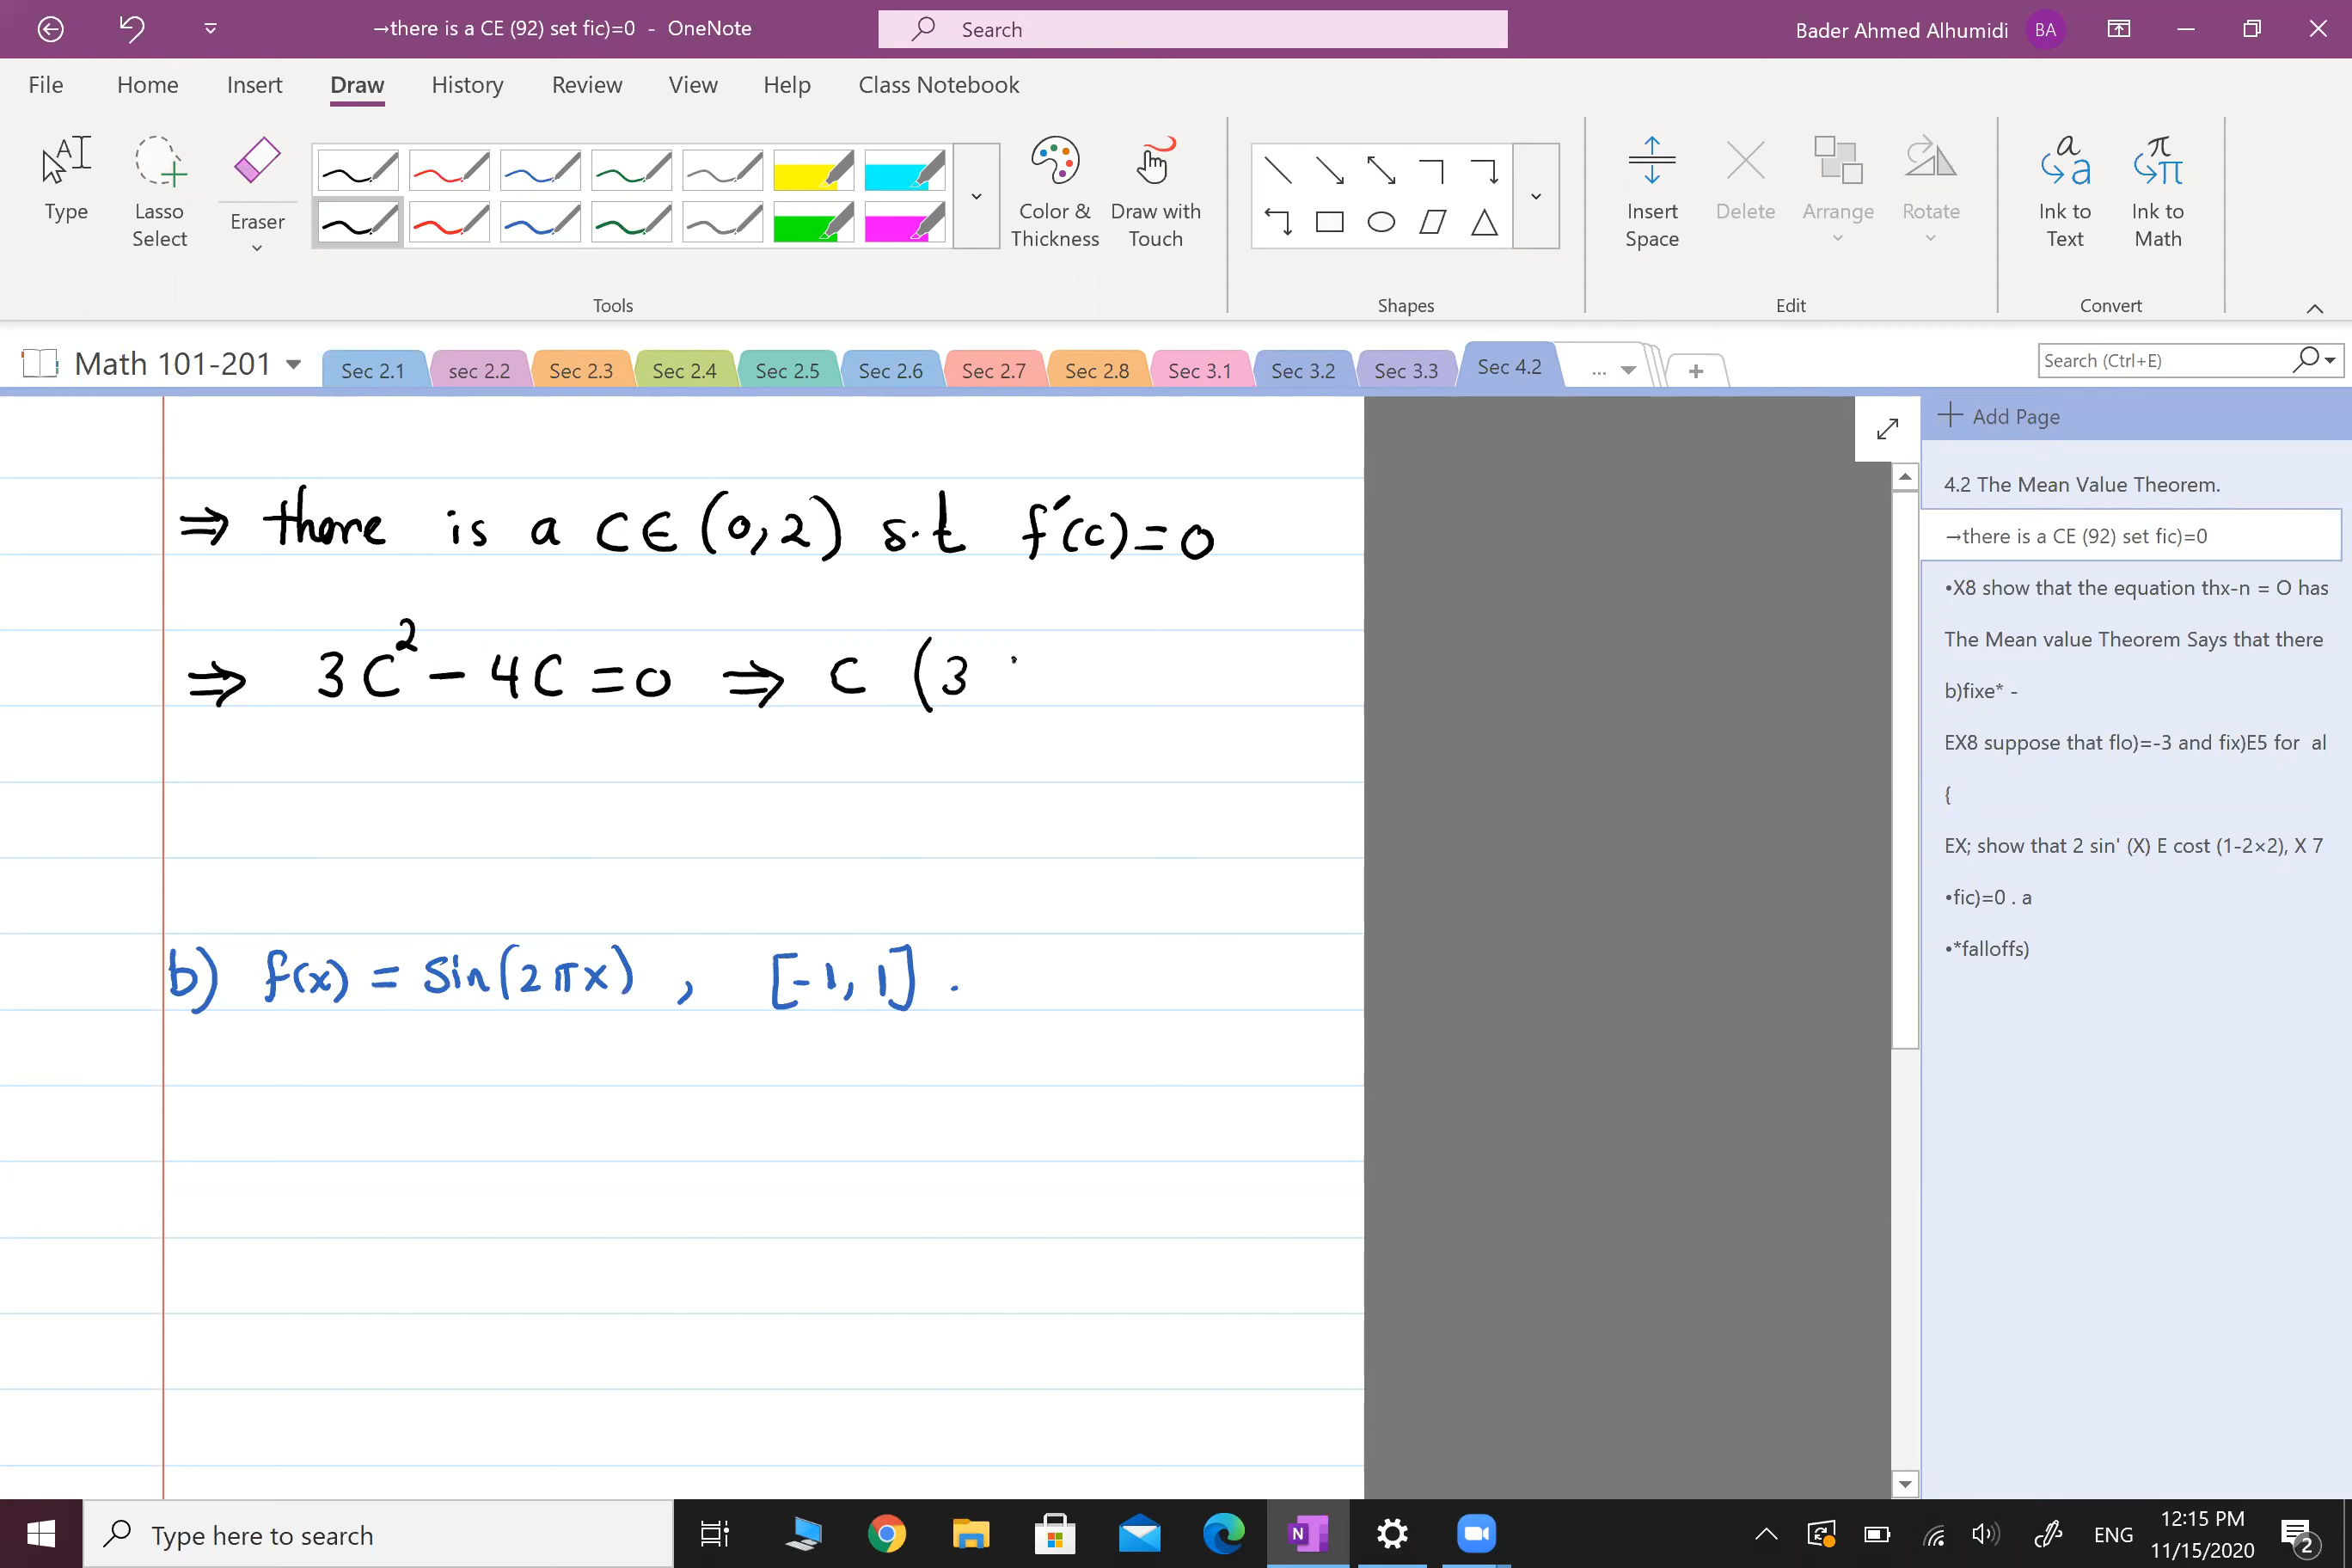 →there is a CE (92) set fic)=0 - OneNote
Search
Bader Ahmed Alhumidi
BA
File Home Insert Draw History Review View Help Class Notebook
Type
Lasso Select
Eraser
Color & Thickness
Draw with Touch
Insert Space
Delete
Arrange
Rotate
a
a
Ink to Text
π
π
Ink to Math
Tools
Shapes
Edit
Convert
Math 101-201
Sec 2.1
sec 2.2
Sec 2.3
Sec 2.4
Sec 2.5
Sec 2.6
Sec 2.7
Sec 2.8
Sec 3.1
Sec 3.2
Sec 3.3
Sec 4.2
...
Search (Ctrl+E)
⇒ there is a C∈(0,2) s.t f'(c)=0
⇒ 3C²-4C=0 ⇒ C (3
b) f(x) = sin(2πx) , [-1, 1] .
Add Page
4.2 The Mean Value Theorem.
→there is a CE (92) set fic)=0
•X8 show that the equation thx-n = O has
The Mean value Theorem Says that there
b)fixe* -
EX8 suppose that flo)=-3 and fix)E5 for al
{
EX; show that 2 sin' (X) E cost (1-2×2), X 7
•fic)=0 . a
•*falloffs)
Type here to search
N
ENG
12:15 PM
11/15/2020
2